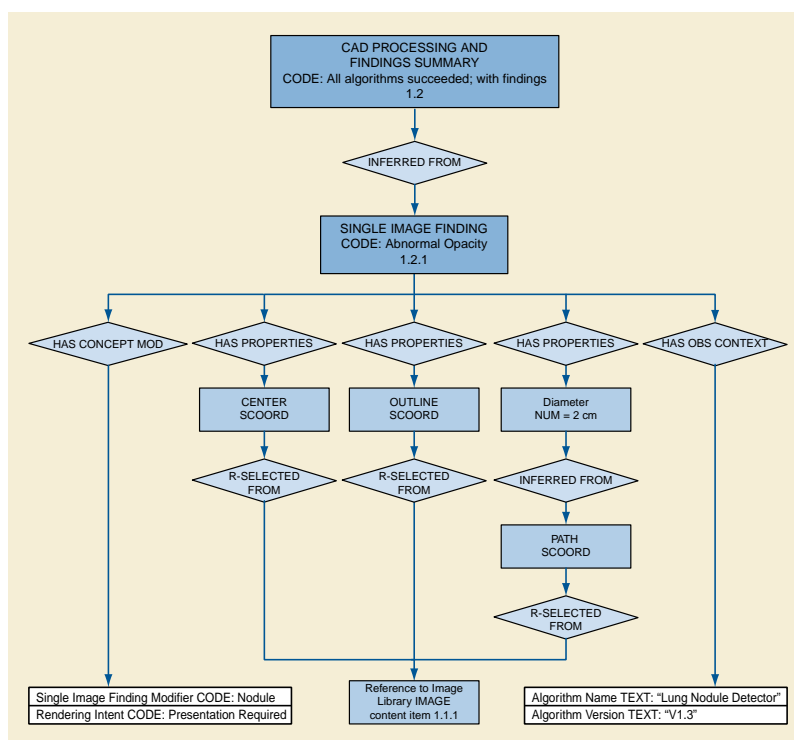 CAD PROCESSING AND
FINDINGS SUMMARY
CODE: All algorithms succeeded; with findings
1.2
INFERRED FROM
SINGLE IMAGE FINDING
CODE: Abnormal Opacity
1.2.1
HAS CONCEPT MOD
HAS PROPERTIES
HAS PROPERTIES
HAS PROPERTIES
HAS OBS CONTEXT
CENTER
SCOORD
OUTLINE
SCOORD
Diameter
NUM = 2 cm
R-SELECTED
FROM
R-SELECTED
FROM
INFERRED FROM
PATH
SCOORD
R-SELECTED
FROM
Single Image Finding Modifier CODE: Nodule
Rendering Intent CODE: Presentation Required
Reference to Image
Library IMAGE
content item 1.1.1
Algorithm Name TEXT: “Lung Nodule Detector”
Algorithm Version TEXT: “V1.3”